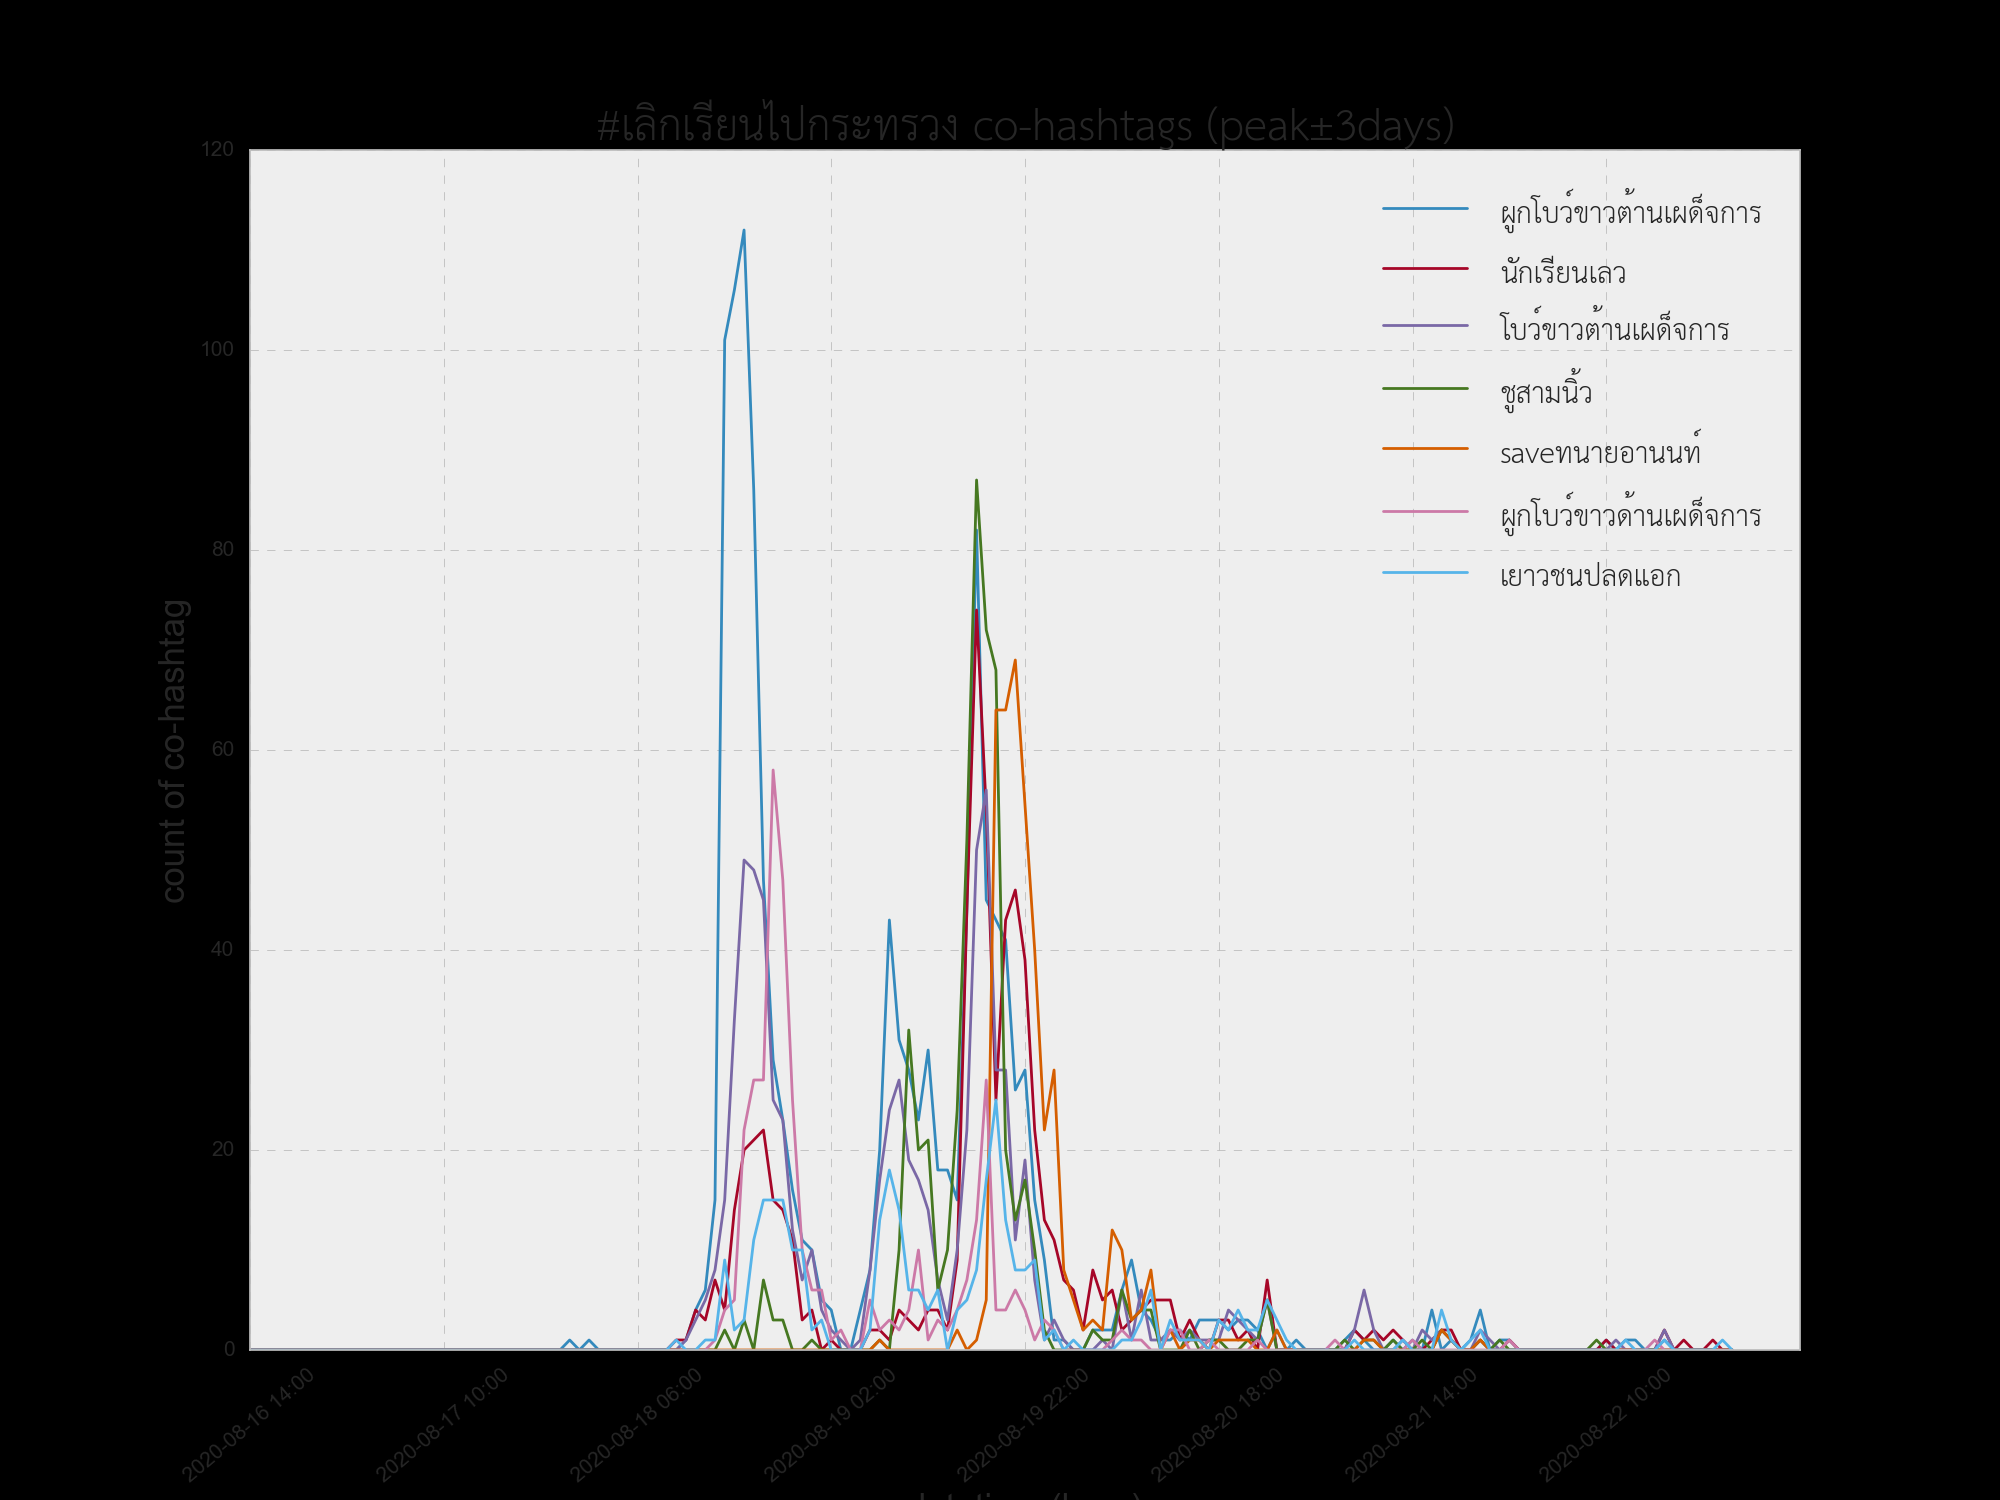 #เลิกเรียนไปกระทรวง co-hashtags (peak±3days)
120
100
80
60
40
20
0
count of co-hashtag
ผูกโบว์ขาวต้านเผด็จการ
นักเรียนเลว
โบว์ขาวต้านเผด็จการ
ชูสามนิ้ว
saveทนายอานนท์
ผูกโบว์ขาวด้านเผด็จการ
เยาวชนปลดแอก
2020-08-16 14:00
2020-08-17 10:00
2020-08-18 06:00
2020-08-19 02:00
2020-08-19 22:00
2020-08-20 18:00
2020-08-21 14:00
2020-08-22 10:00